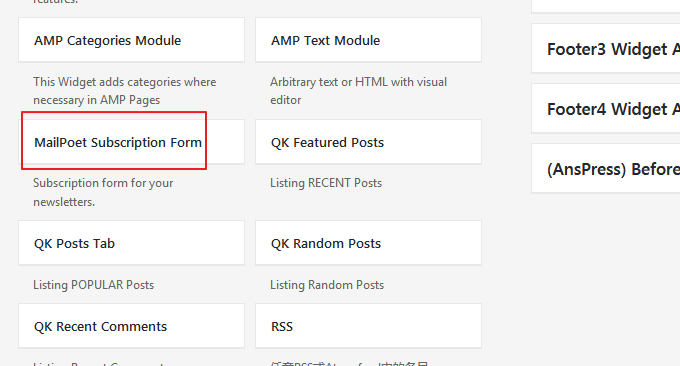 features.
AMP Categories Module
AMP Text Module
This Widget adds categories where
necessary in AMP Pages
Arbitrary text or HTML with visual
editor
MailPoet Subscription Form
QK Featured Posts
Subscription form for your
newsletters.
Listing RECENT Posts
QK Posts Tab
QK Random Posts
Listing POPULAR Posts
Listing Random Posts
QK Recent Comments
RSS
Footer3 Widget A
Footer4 Widget A
(AnsPress) Before